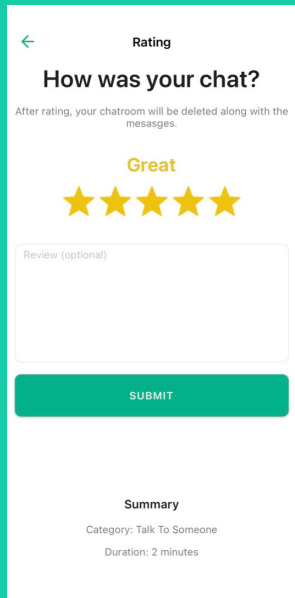 Rating
How was your chat?
After rating, your chatroom will be deleted along with the
mesasges.
Great
Review (optional)
SUBMIT
Summary
Category: Talk To Someone
Duration: 2 minutes